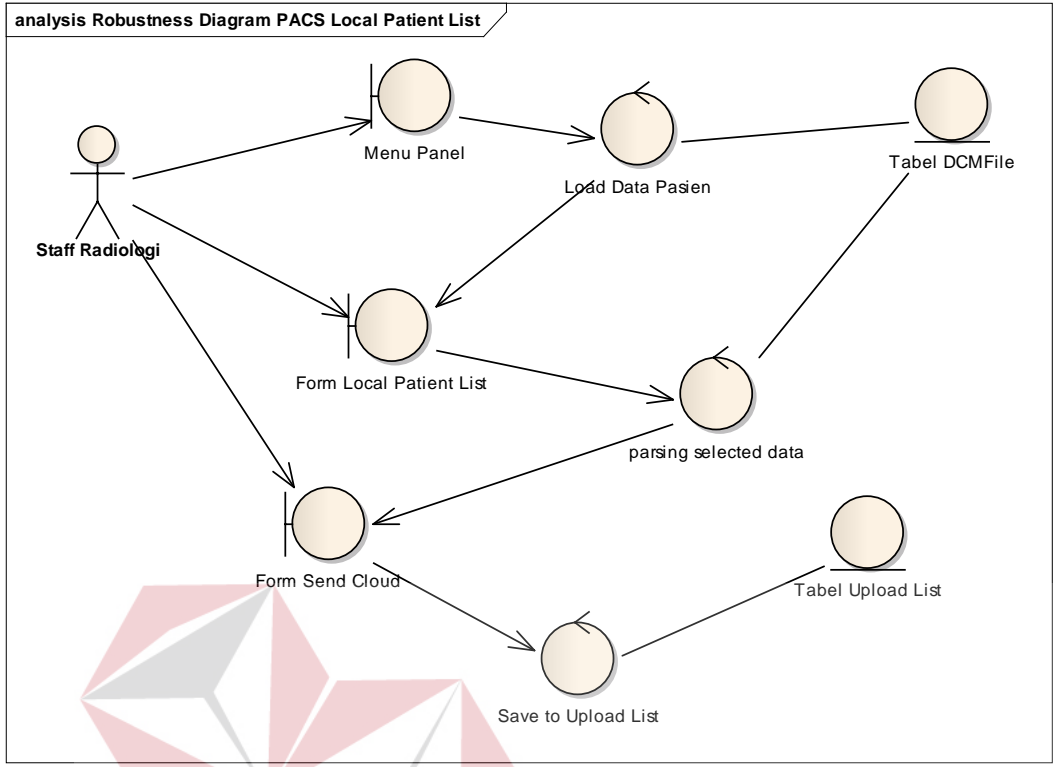 analysis Robustness Diagram PACS Local Patient List
Menu Panel
Load Data Pasien
Tabel DCMFile
Staff Radiologi
Form Local Patient List
parsing selected data
Form Send Cloud
Tabel Upload List
Save to Upload List